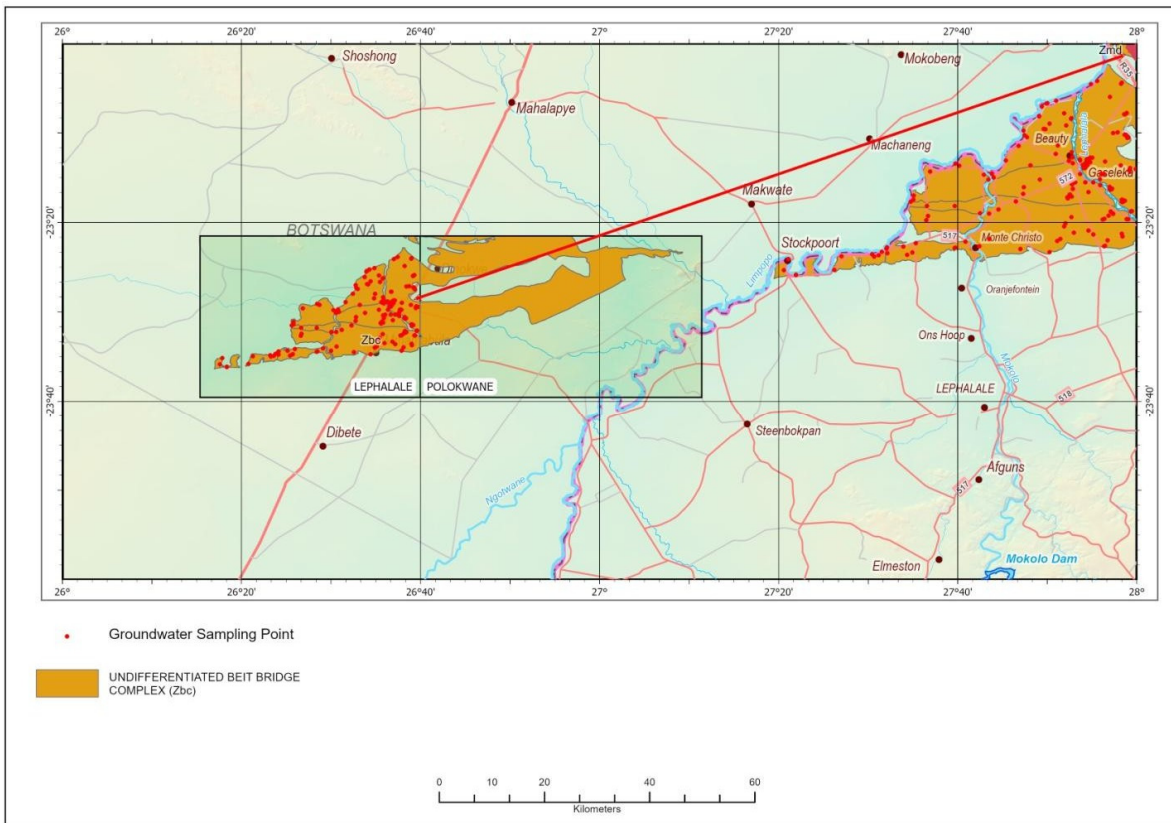 26°
26°20'
26°40'
27°
27°20'
27°40'
28°
Zmd
Shoshong
Mokobeng
R35
Mahalapye
Beauty
Lephalala
Machaneng
Gaseleka
572
Makwate
-23°20'
-23°20'
BOTSWANA
Stockpoort
517
Monte Christo
Limpopo
Oranjefontein
Zbc
Ons Hoop
LEPHALALE
POLOKWANE
Mokolo
LEPHALALE
518
-23°40'
-23°40'
Dibete
Steenbokpan
Afguns
517
Ngotwane
Elmeston
Mokolo Dam
26°
26°20'
26°40'
27°
27°20'
27°40'
28°
Groundwater Sampling Point
UNDIFFERENTIATED BEIT BRIDGE
COMPLEX (Zbc)
0 10 20 40 60
Kilometers